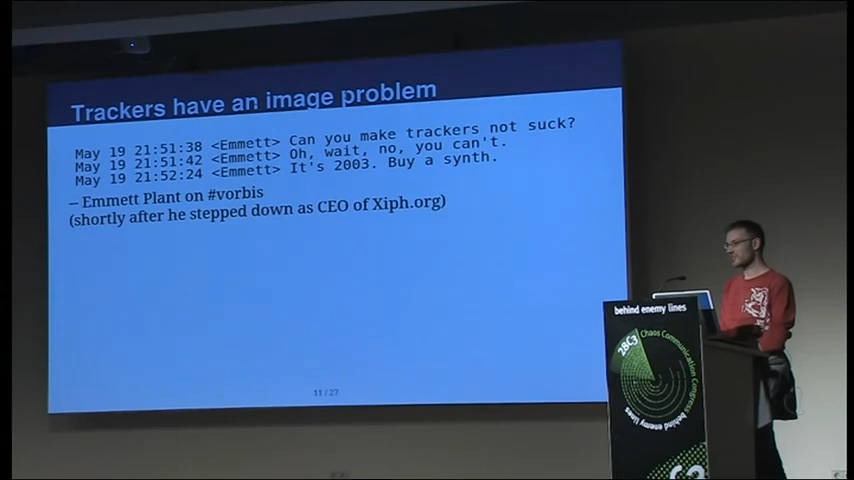 Trackers have an image problem
May 19 21:51:38 <Emmett> Can you make trackers not suck?
May 19 21:51:42 <Emmett> Oh, wait, no, you can't.
May 19 21:52:24 <Emmett> It's 2003. Buy a synth.
– Emmett Plant on #vorbis
(shortly after he stepped down as CEO of Xiph.org)
11 / 27
behind enemy lines
28C3
Chaos Communication Congress behind enemy lines